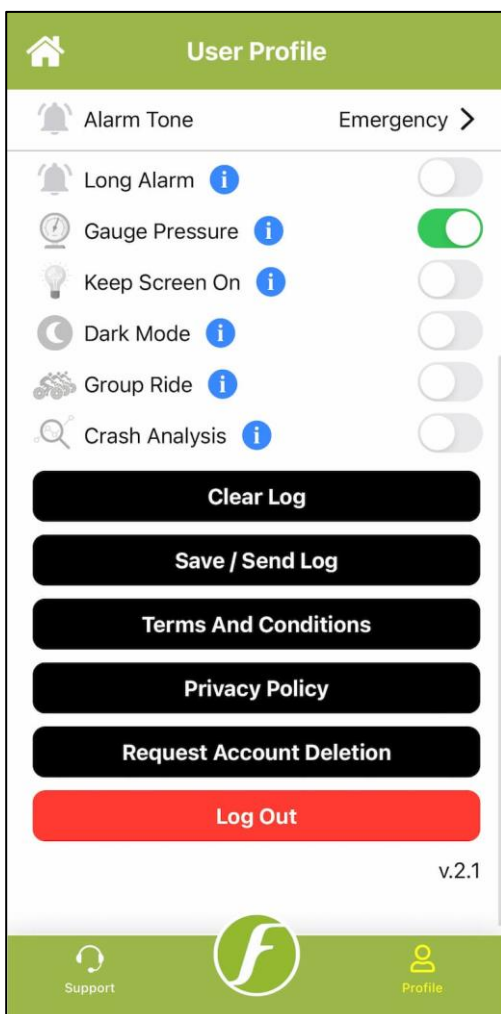 User Profile
Alarm Tone Emergency
Long Alarm i
Gauge Pressure i
Keep Screen On i
Dark Mode i
Group Ride i
Crash Analysis i
Clear Log
Save / Send Log
Terms And Conditions
Privacy Policy
Request Account Deletion
Log Out
v.2.1
f
Support Profile